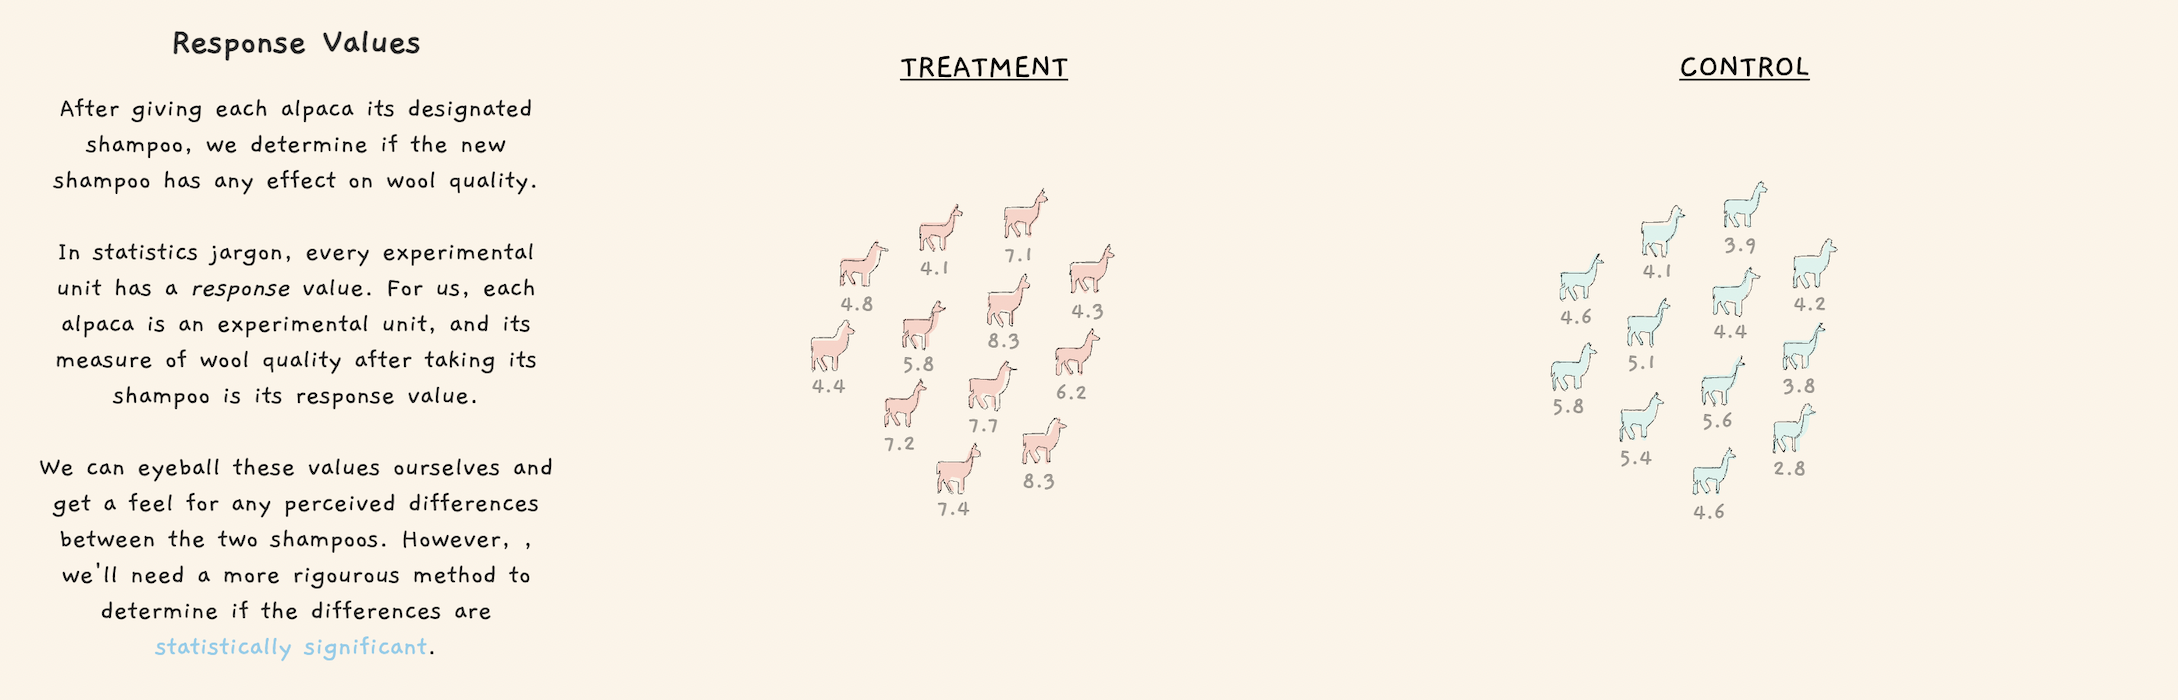 Response Values
After giving each alpaca its designated
shampoo, we determine if the new
shampoo has any effect on wool quality.
In statistics jargon, every experimental
unit has a response value. For us, each
alpaca is an experimental unit, and its
measure of wool quality after taking its
shampoo is its response value.
We can eyeball these values ourselves and
get a feel for any perceived differences
between the two shampoos. However, ,
we'll need a more rigourous method to
determine if the differences are
statistically significant.
TREATMENT
7.1
4.1
4.8
4.3
8.3
5.8
4.4
6.2
7.7
7.2
8.3
7.4
CONTROL
3.9
4.1
4.2
4.6
4.4
5.1
3.8
5.8
5.6
5.4
2.8
4.6